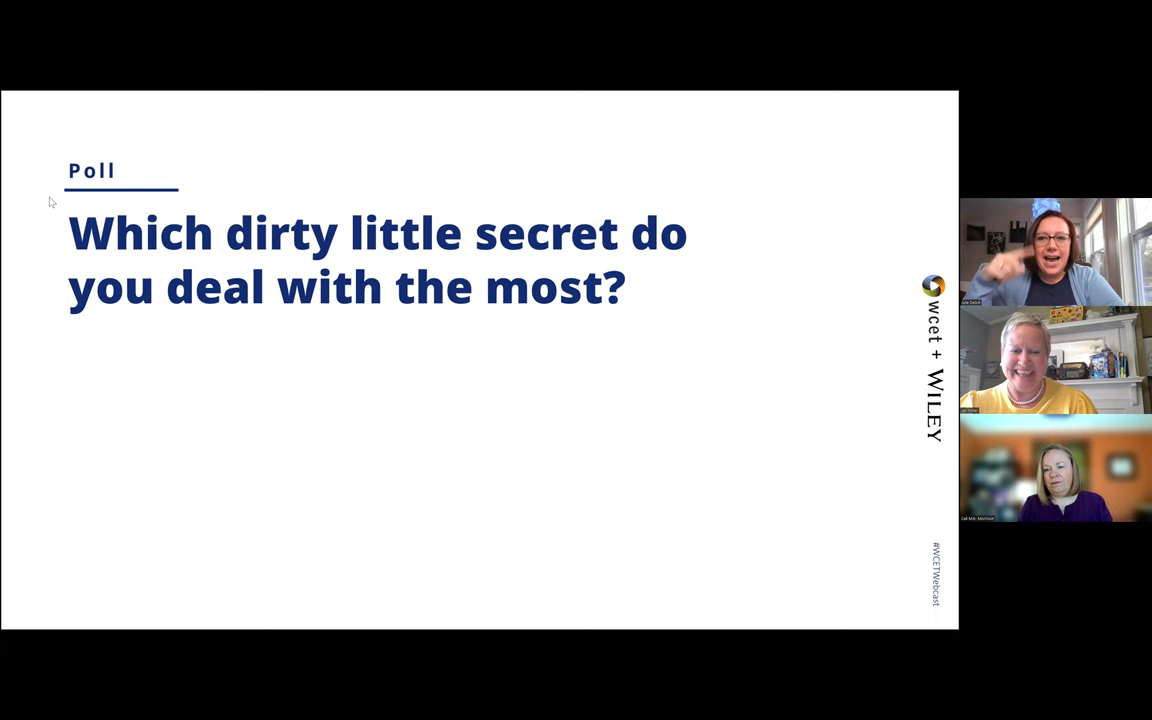 Poll
Which dirty little secret do
you deal with the most?
wcet + WILEY
#WCETWebcast